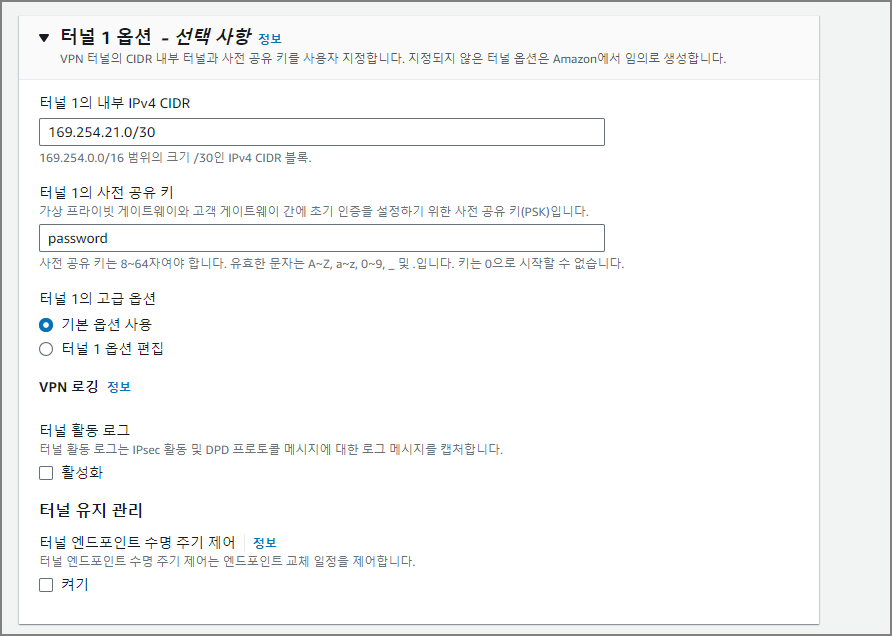 ▼ 터널 1 옵션 - 선택 사항 정보
VPN 터널의 CIDR 내부 터널과 사전 공유 키를 사용자 지정합니다. 지정되지 않은 터널 옵션은 Amazon에서 임의로 생성합니다.
터널 1의 내부 IPv4 CIDR
169.254.21.0/30
169.254.0.0/16 범위의 크기 /30인 IPv4 CIDR 블록.
터널 1의 사전 공유 키
가상 프라이빗 게이트웨이와 고객 게이트웨이 간에 초기 인증을 설정하기 위한 사전 공유 키(PSK)입니다.
password
사전 공유 키는 8~64자여야 합니다. 유효한 문자는 A~Z, a~z, 0~9, _ 및 .입니다. 키는 0으로 시작할 수 없습니다.
터널 1의 고급 옵션
기본 옵션 사용
터널 1 옵션 편집
VPN 로깅 정보
터널 활동 로그
터널 활동 로그는 IPsec 활동 및 DPD 프로토콜 메시지에 대한 로그 메시지를 캡처합니다.
활성화
터널 유지 관리
터널 엔드포인트 수명 주기 제어 정보
터널 엔드포인트 수명 주기 제어는 엔드포인트 교체 일정을 제어합니다.
켜기